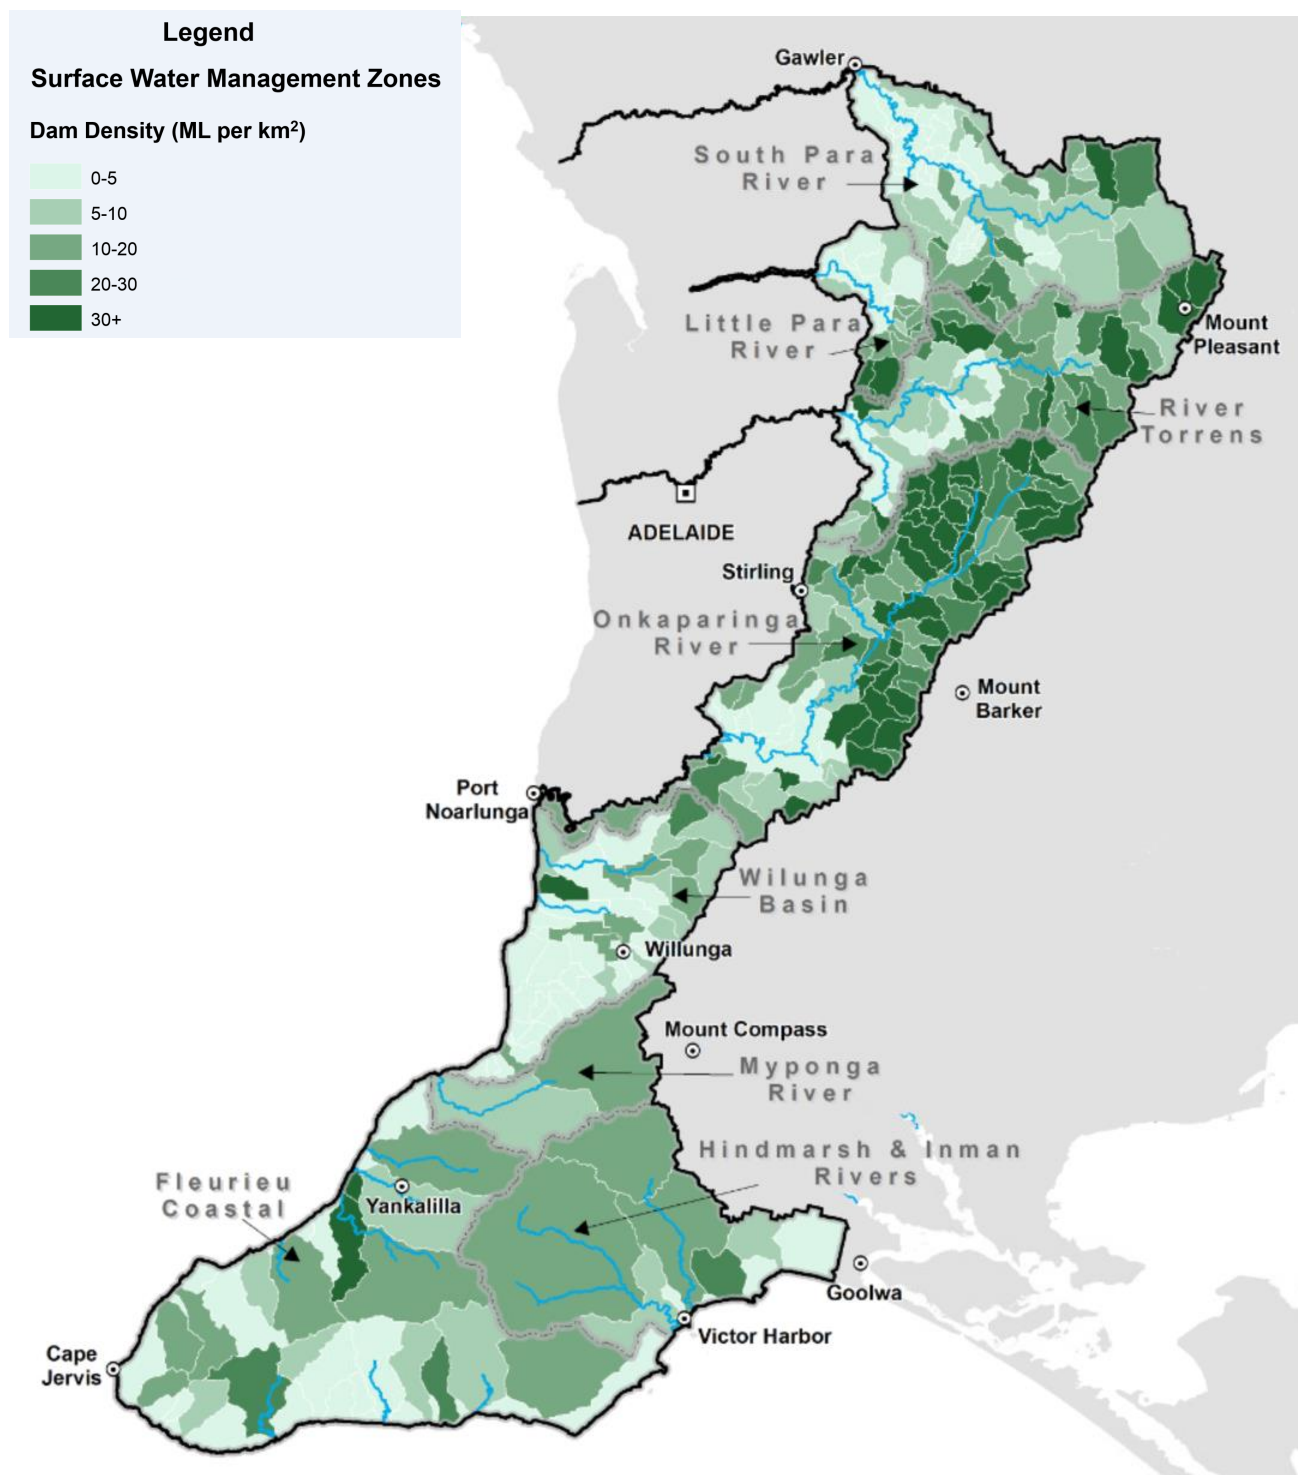 Legend
Surface Water Management Zones
Dam Density (ML per km²)
0-5
5-10
10-20
20-30
30+
Gawler
South Para
River
Little Para
River
Mount
Pleasant
River
Torrens
ADELAIDE
Stirling
Onkaparinga
River
Mount
Barker
Port
Noarlunga
Wilunga
Basin
Willunga
Mount Compass
Myponga
River
Hindmarsh & Inman
Rivers
Fleurieu
Coastal
Yankalilla
Goolwa
Victor Harbor
Cape
Jervis